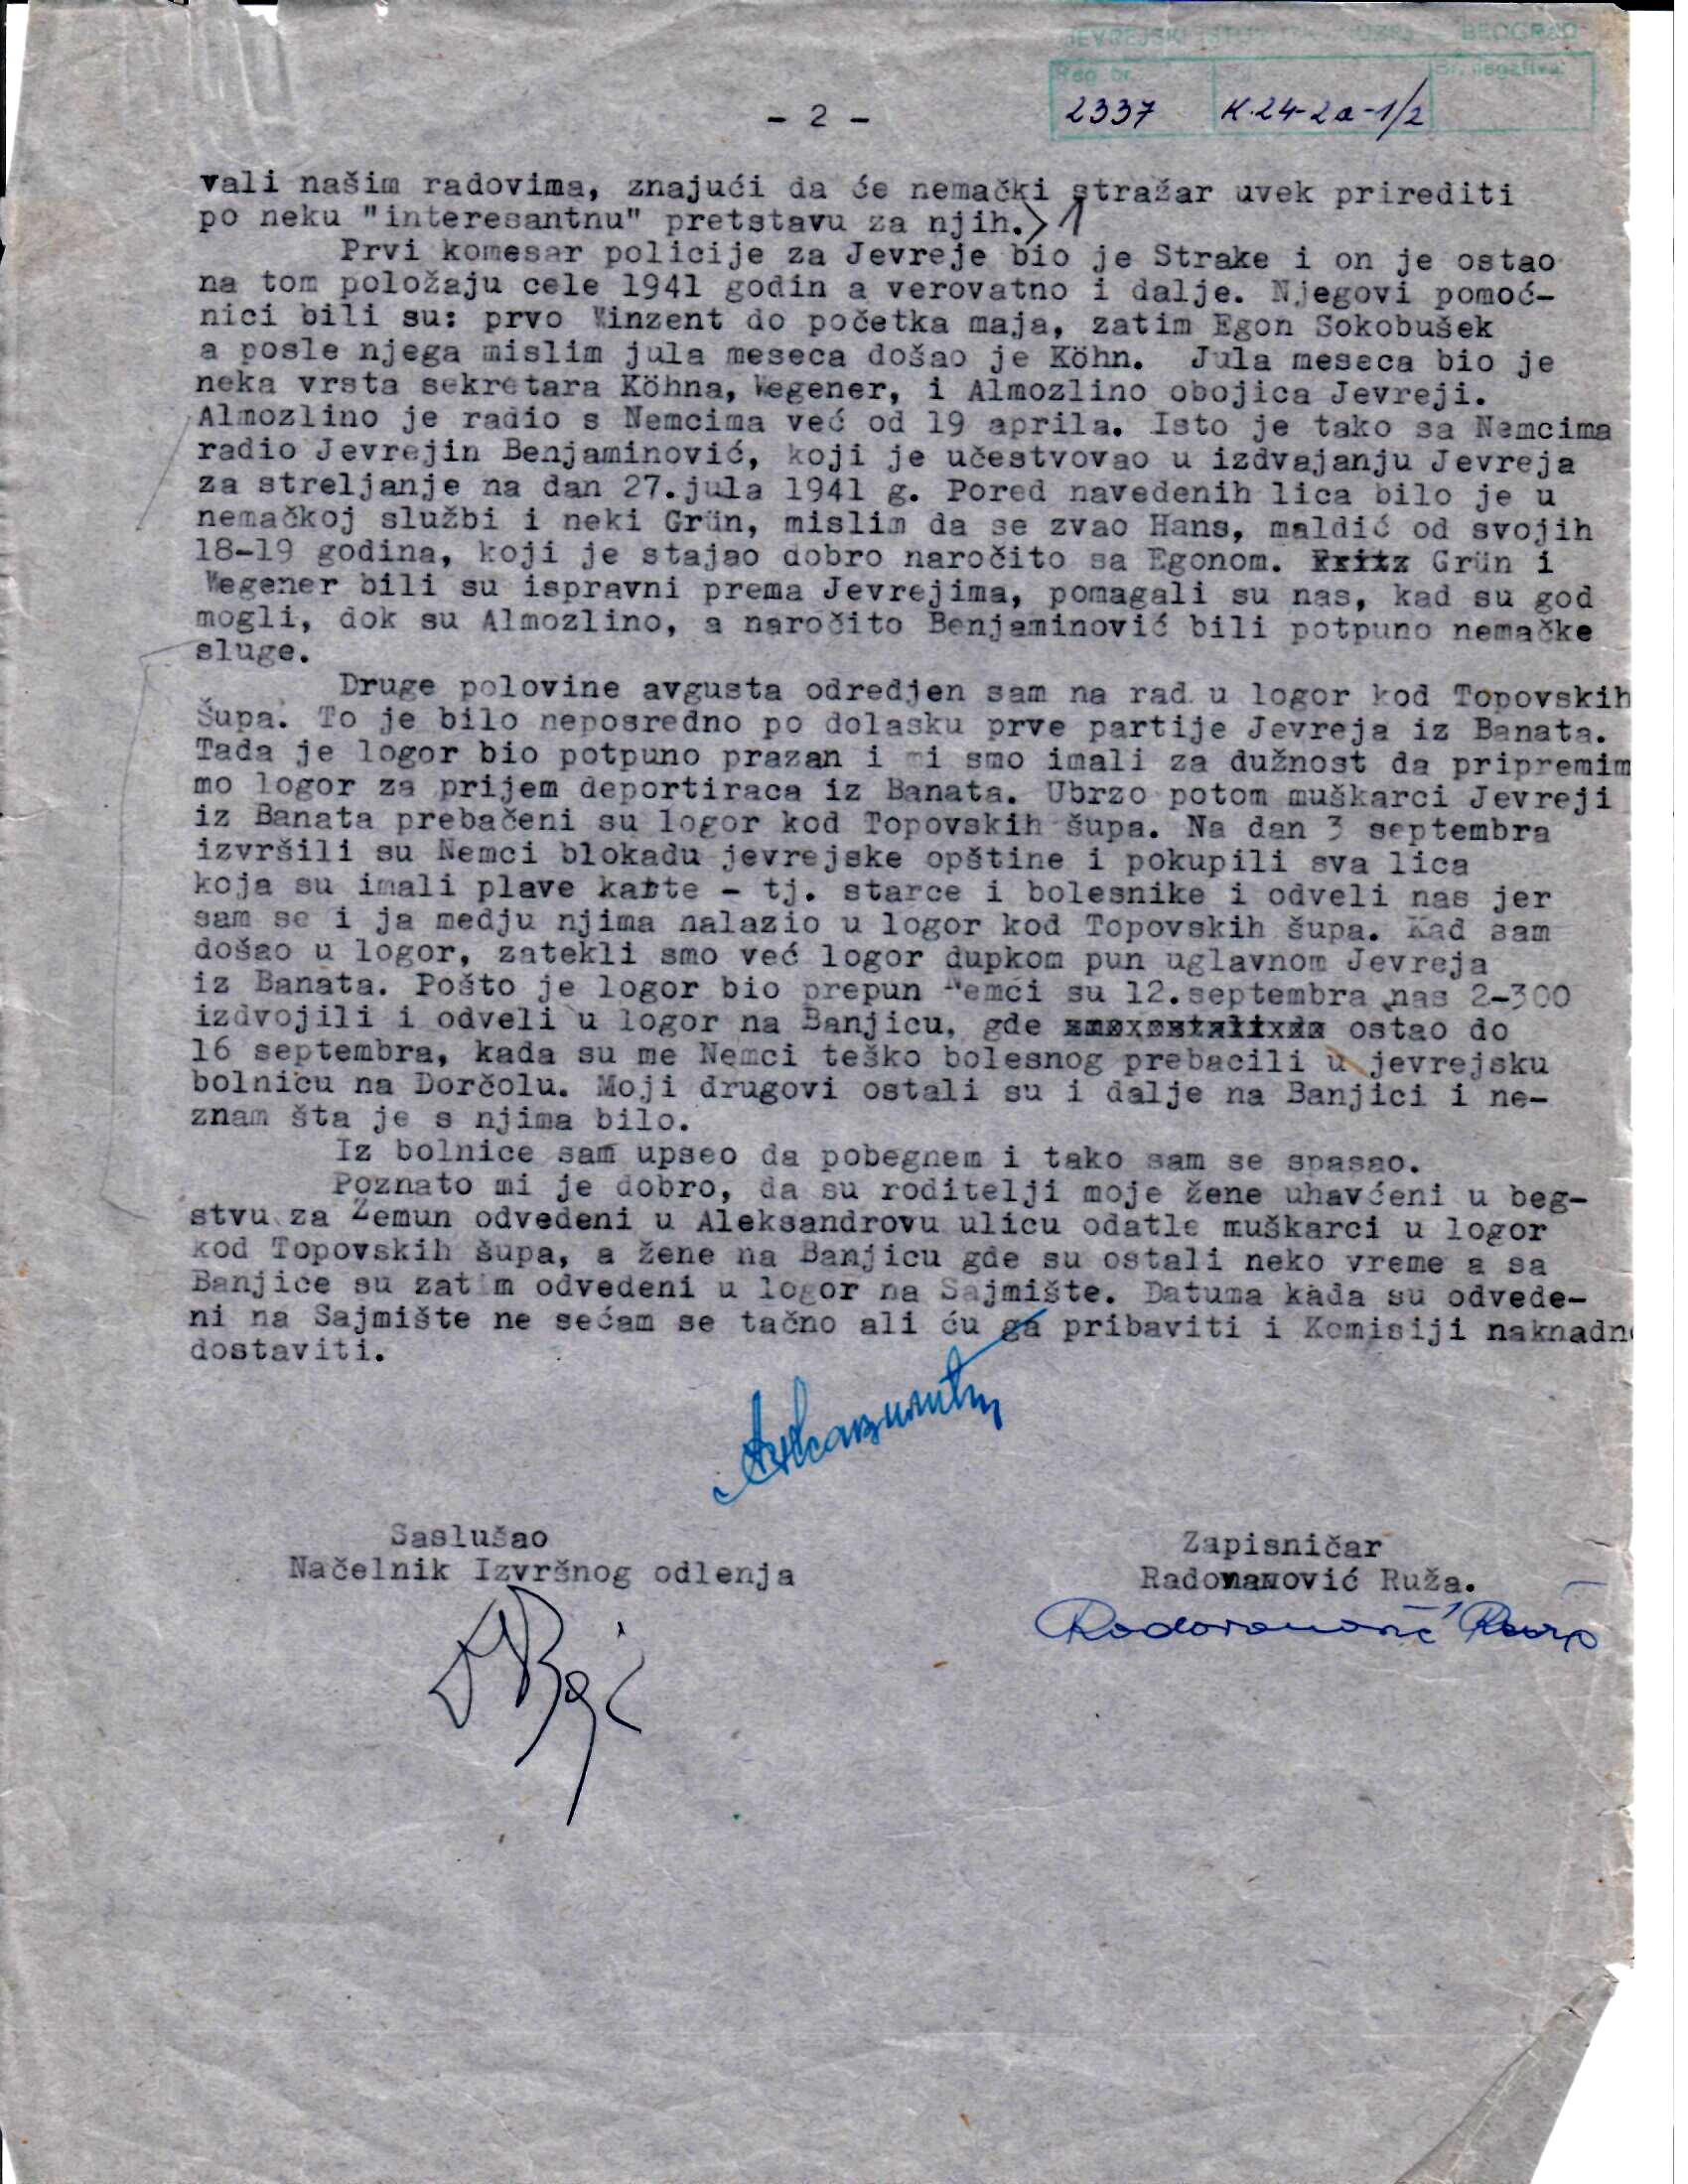 JEVREJSKI BEOGRAD
Reg. br. Br. negativa
2337 K.24-2a-1/2
- 2 -
vali našim radovima, znajući da će nemački stražar uvek prirediti
po neku "interesantnu" pretstavu za njih.
Prvi komesar policije za Jevreje bio je Strake i on je ostao
na tom položaju cele 1941 godin a verovatno i dalje. Njegovi pomoć-
nici bili su: prvo Winzent do početka maja, zatim Egon Sokobušek
a posle njega mislim jula meseca došao je Köhn. Jula meseca bio je
neka vrsta sekretara Köhna, Wegener, i Almozlino obojica Jevreji.
Almozlino je radio s Nemcima već od 19 aprila. Isto je tako sa Nemcima
radio Jevrejin Benjaminović, koji je učestvovao u izdvajanju Jevreja
za streljanje na dan 27.jula 1941 g. Pored navedenih lica bilo je u
nemačkoj službi i neki Grün, mislim da se zvao Hans, maldić od svojih
18-19 godina, koji je stajao dobro naročito sa Egonom. Fritz Grün i
Wegener bili su ispravni prema Jevrejima, pomagali su nas, kad su god
mogli, dok su Almozlino, a naročito Benjaminović bili potpuno nemačke
sluge.
Druge polovine avgusta odredjen sam na rad u logor kod Topovskih
Šupa. To je bilo neposredno po dolasku prve partije Jevreja iz Banata.
Tada je logor bio potpuno prazan i mi smo imali za dužnost da pripremim
mo logor za prijem deportiraca iz Banata. Ubrzo potom muškarci Jevreji
iz Banata prebačeni su logor kod Topovskih šupa. Na dan 3 septembra
izvršili su Nemci blokadu jevrejske opštine i pokupili sva lica
koja su imali plave karte - tj. starce i bolesnike i odveli nas jer
sam se i ja medju njima nalazio u logor kod Topovskih šupa. Kad sam
došao u logor, zatekli smo već logor dupkom pun uglavnom Jevreja
iz Banata. Pošto je logor bio prepun Nemci su 12.septembra nas 2-300
izdvojili i odveli u logor na Banjicu, gde ostao do
16 septembra, kada su me Nemci teško bolesnog prebacili u jevrejsku
bolnicu na Dorčolu. Moji drugovi ostali su i dalje na Banjici i ne-
znam šta je s njima bilo.
Iz bolnice sam upseo da pobegnem i tako sam se spasao.
Poznato mi je dobro, da su roditelji moje žene uhavćeni u beg-
stvu za Zemun odvedeni u Aleksandrovu ulicu odatle muškarci u logor
kod Topovskih šupa, a žene na Banjicu gde su ostali neko vreme a sa
Banjice su zatim odvedeni u logor na Sajmište. Datuma kada su odvede-
ni na Sajmište ne sećam se tačno ali ću ga pribaviti i Komisiji naknadno
dostaviti.
Saslušao
Načelnik Izvršnog odlenja
Zapisničar
Radovanović Ruža.
Radovanović Ruža